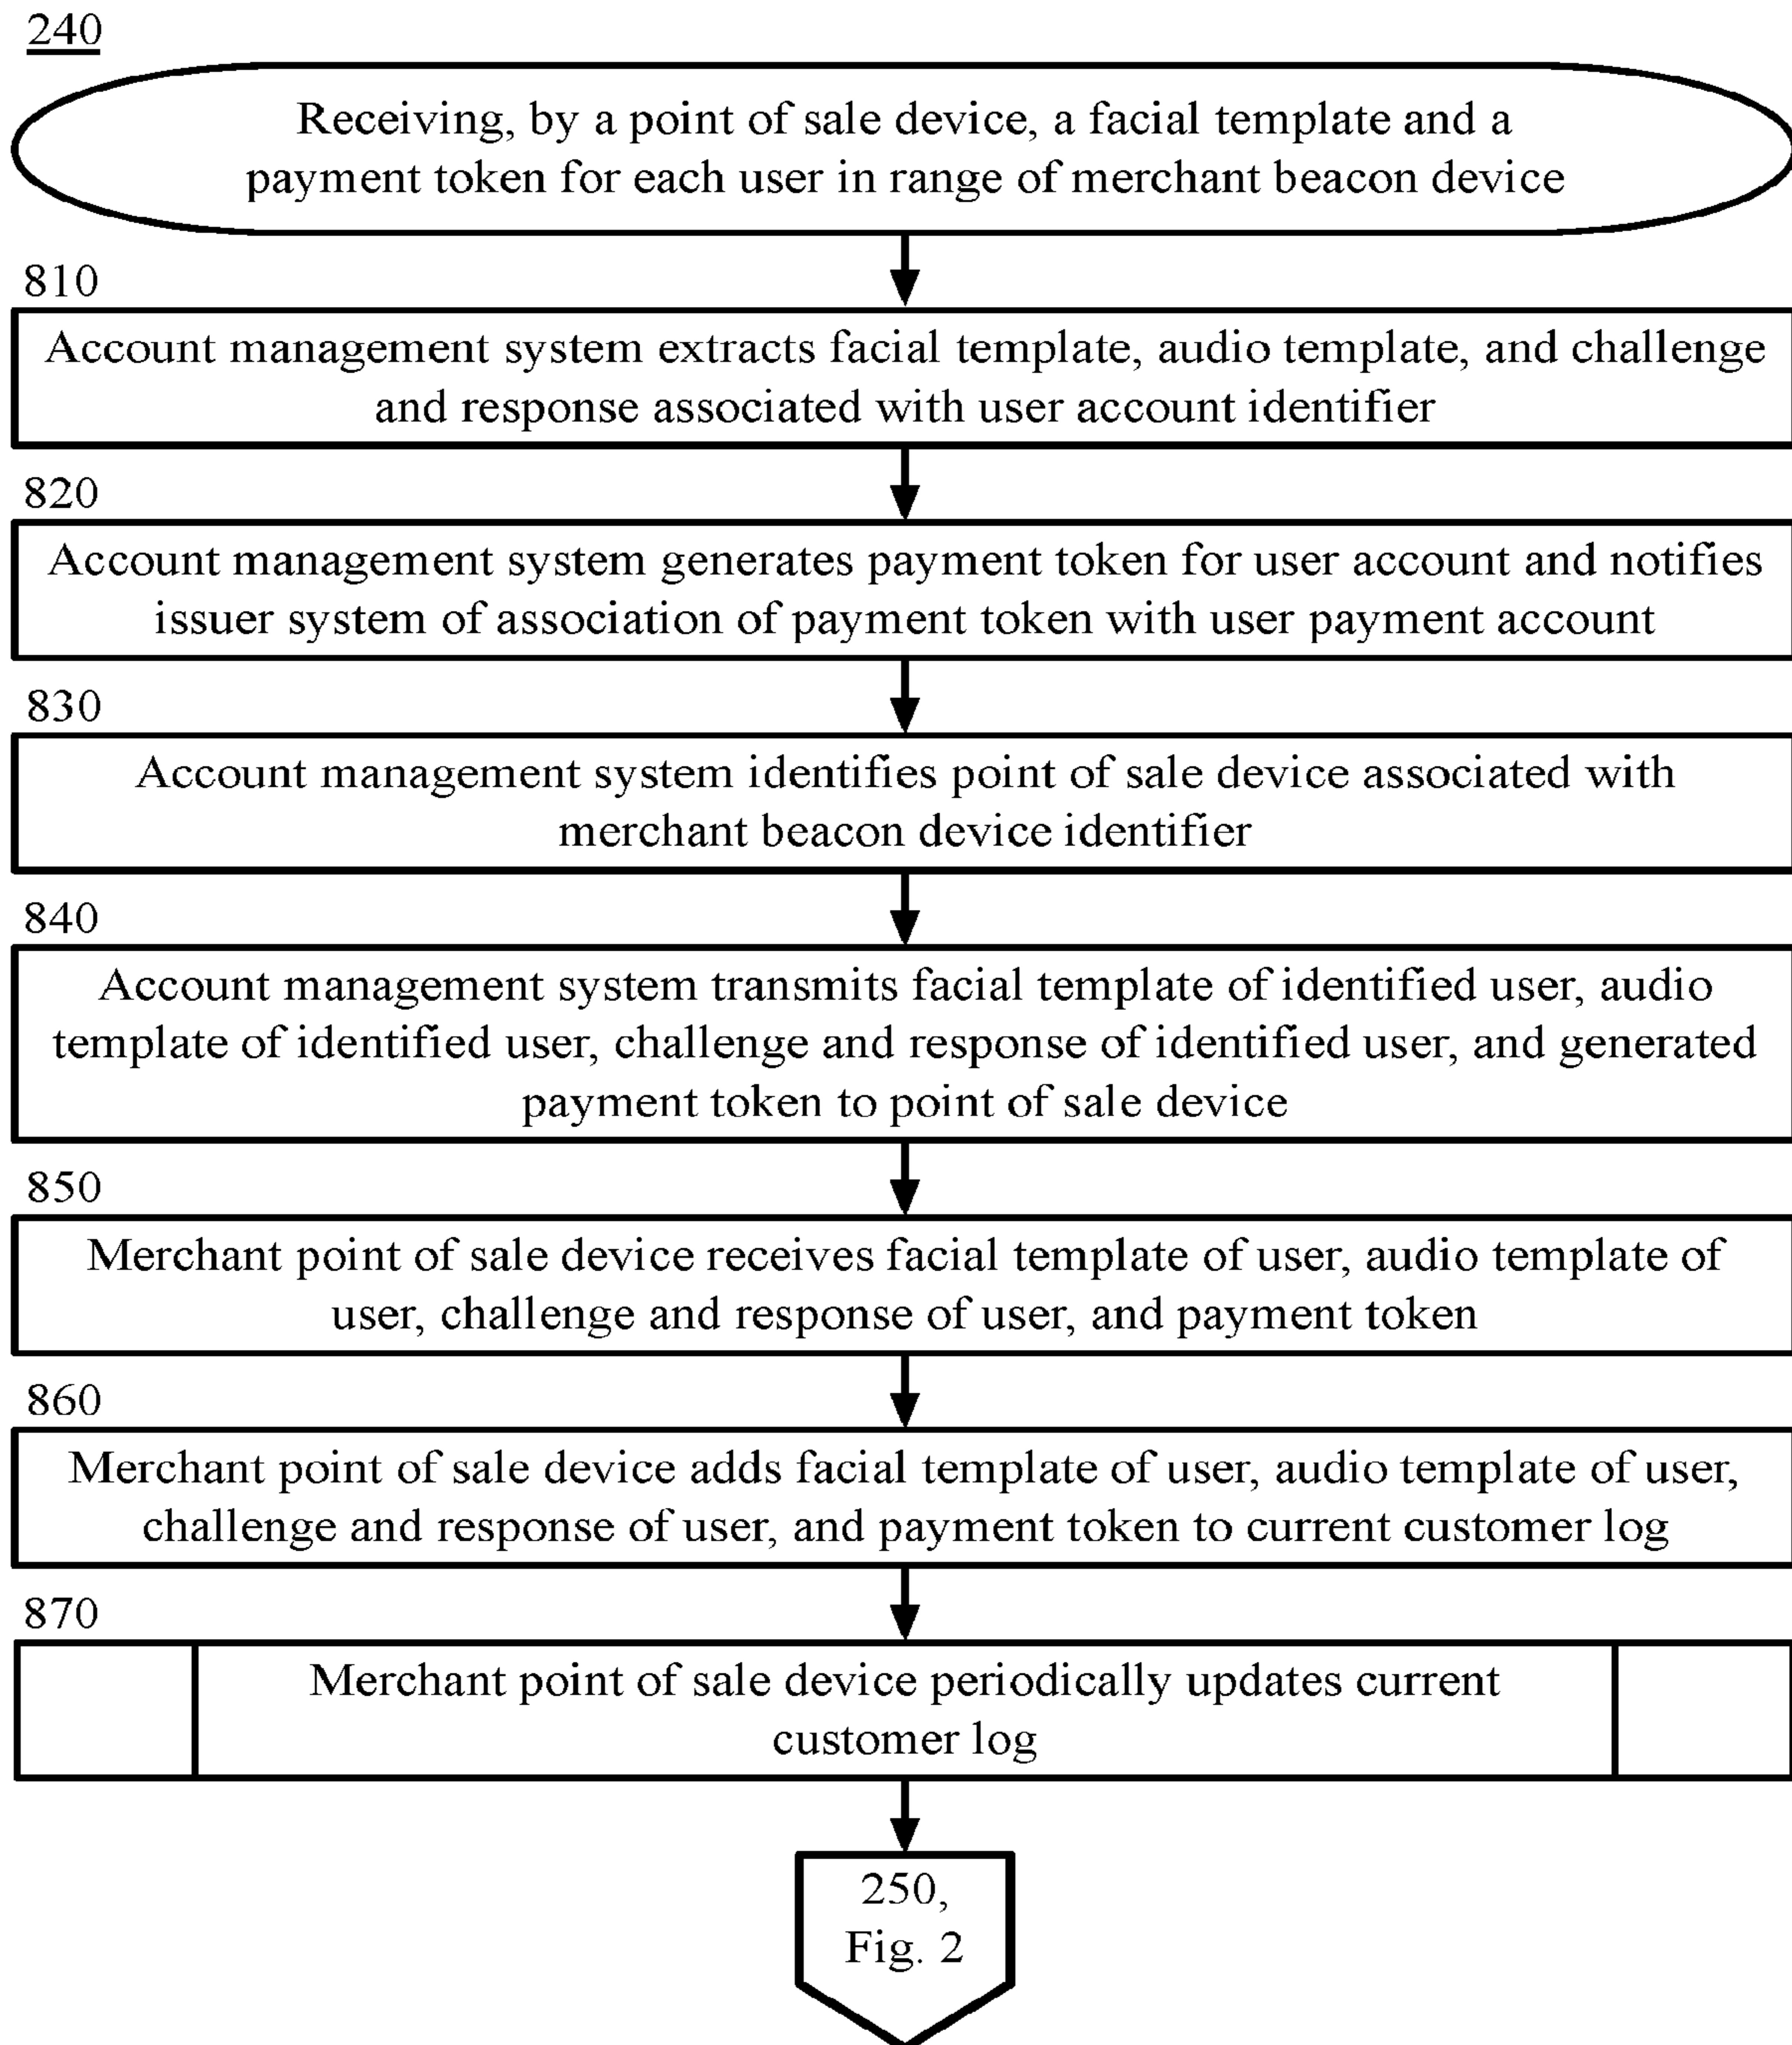 240
Receiving, by a point of sale device, a facial template and a
payment token for each user in range of merchant beacon device
810
Account management system extracts facial template, audio template, and challenge
and response associated with user account identifier
820
Account management system generates payment token for user account and notifies
issuer system of association of payment token with user payment account
830
Account management system identifies point of sale device associated with
merchant beacon device identifier
840
Account management system transmits facial template of identified user, audio
template of identified user, challenge and response of identified user, and generated
payment token to point of sale device
850
Merchant point of sale device receives facial template of user, audio template of
user, challenge and response of user, and payment token
860
Merchant point of sale device adds facial template of user, audio template of user,
challenge and response of user, and payment token to current customer log
870
Merchant point of sale device periodically updates current
customer log
250,
Fig. 2